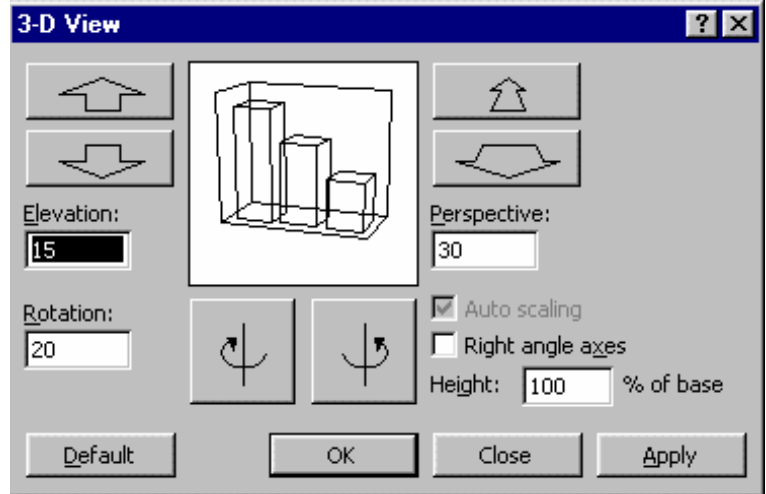 3-D View
Elevation:
15
Rotation:
20
Perspective:
30
Auto scaling
Right angle axes
Height: 100 % of base
Default
OK
Close
Apply